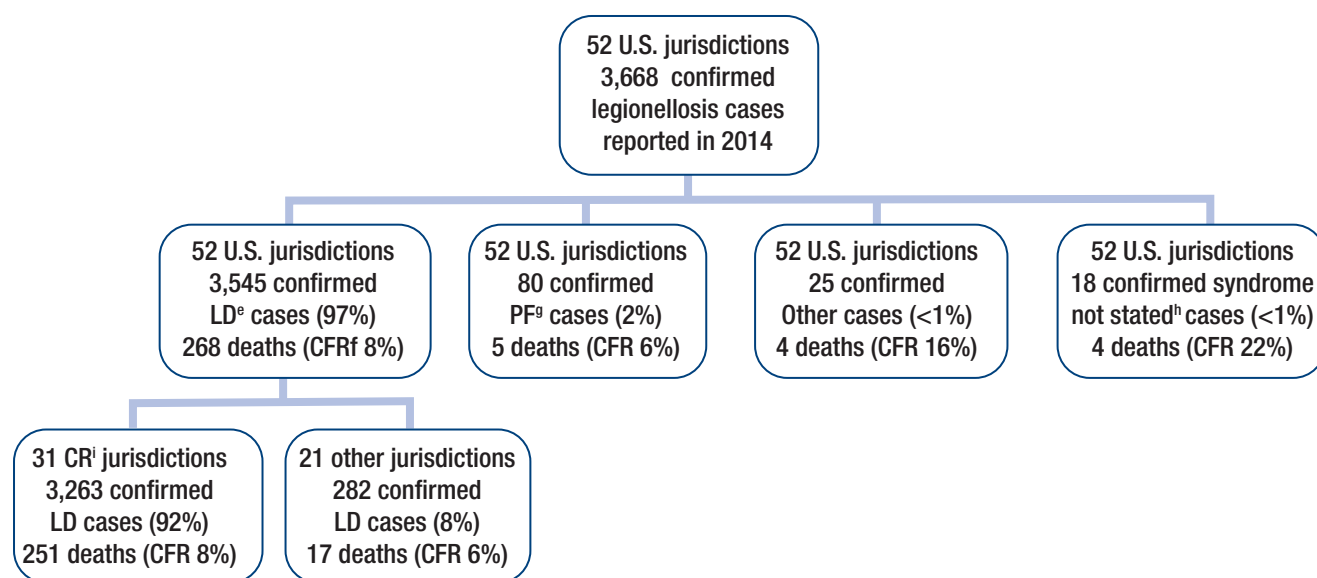 52 U.S. jurisdictions
3,668 confirmed
legionellosis cases
reported in 2014
52 U.S. jurisdictions
3,545 confirmed
LDᵉ cases (97%)
268 deaths (CFRf 8%)
52 U.S. jurisdictions
80 confirmed
PFᵍ cases (2%)
5 deaths (CFR 6%)
52 U.S. jurisdictions
25 confirmed
Other cases (<1%)
4 deaths (CFR 16%)
52 U.S. jurisdictions
18 confirmed syndrome
not statedʰ cases (<1%)
4 deaths (CFR 22%)
31 CRⁱ jurisdictions
3,263 confirmed
LD cases (92%)
251 deaths (CFR 8%)
21 other jurisdictions
282 confirmed
LD cases (8%)
17 deaths (CFR 6%)